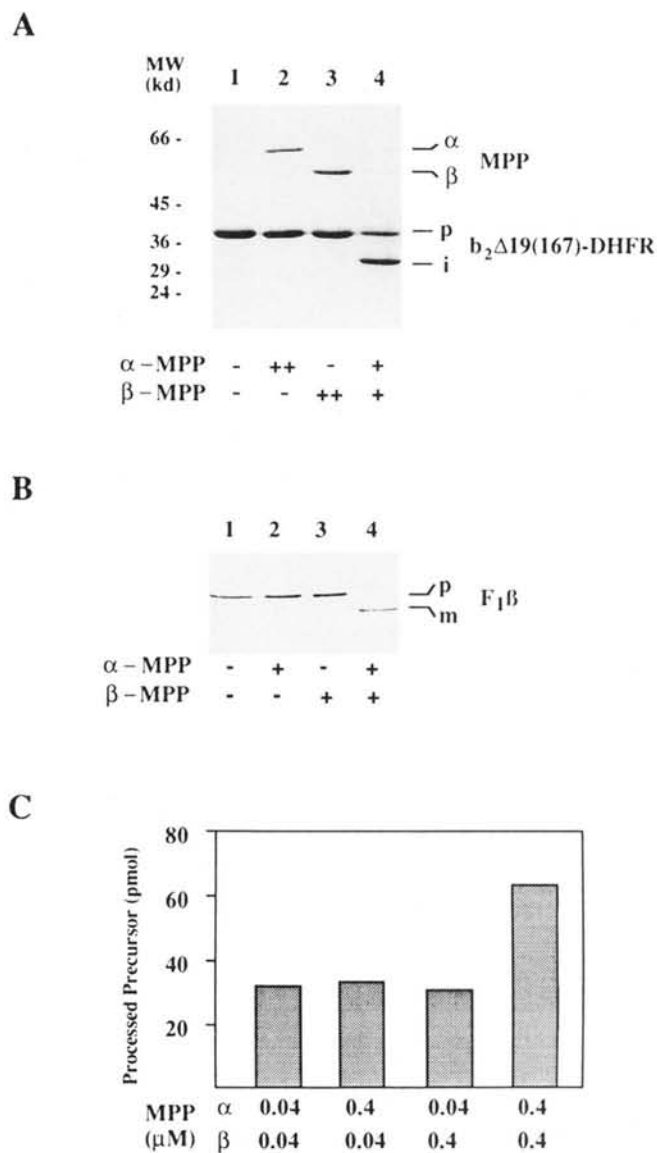 A
MW
(kd)
1 2 3 4
66 -
45 -
36 -
29 -
24 -
α
β
MPP
p
i
b₂Δ19(167)-DHFR
α – MPP - ++ - +
β – MPP - - ++ +
B
1 2 3 4
p
m
F₁β
α – MPP - + - +
β – MPP - - + +
C
Processed Precursor (pmol)
80
60
40
20
MPP α 0.04 0.4 0.04 0.4
(μM) β 0.04 0.04 0.4 0.4